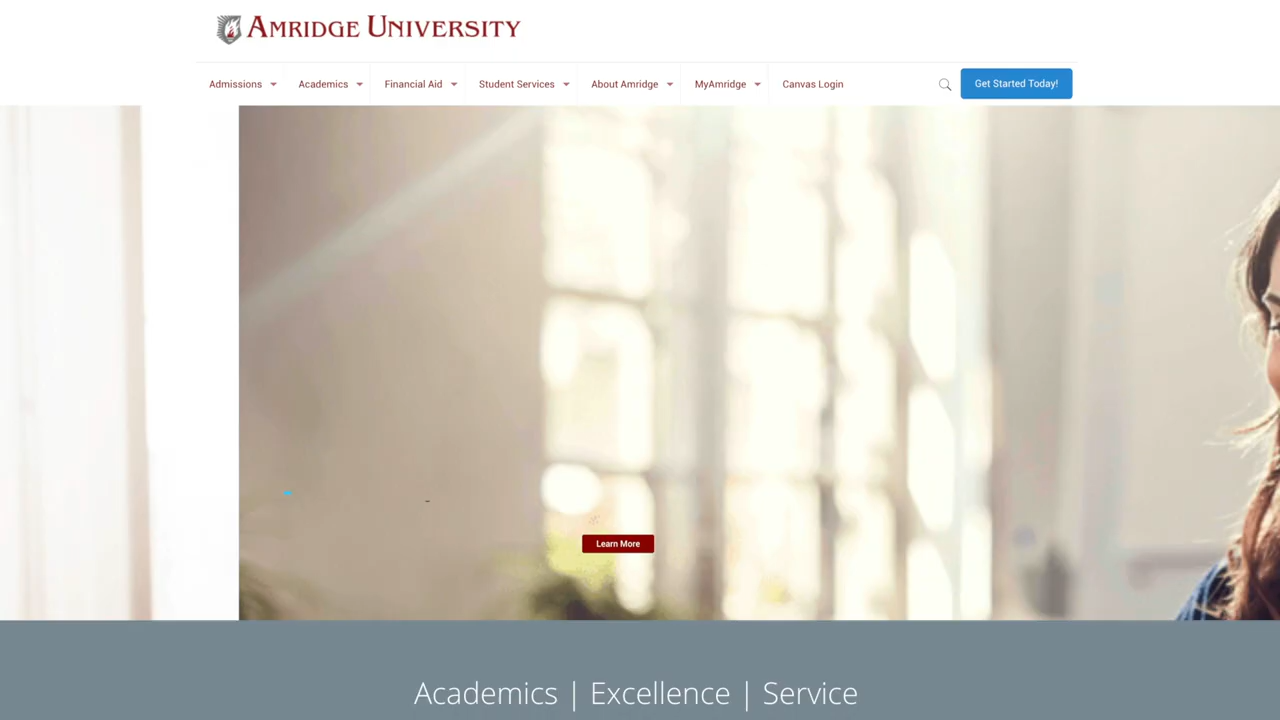 AMRIDGE UNIVERSITY
Admissions Academics Financial Aid Student Services About Amridge MyAmridge Canvas Login Get Started Today!
Learn More
Academics | Excellence | Service